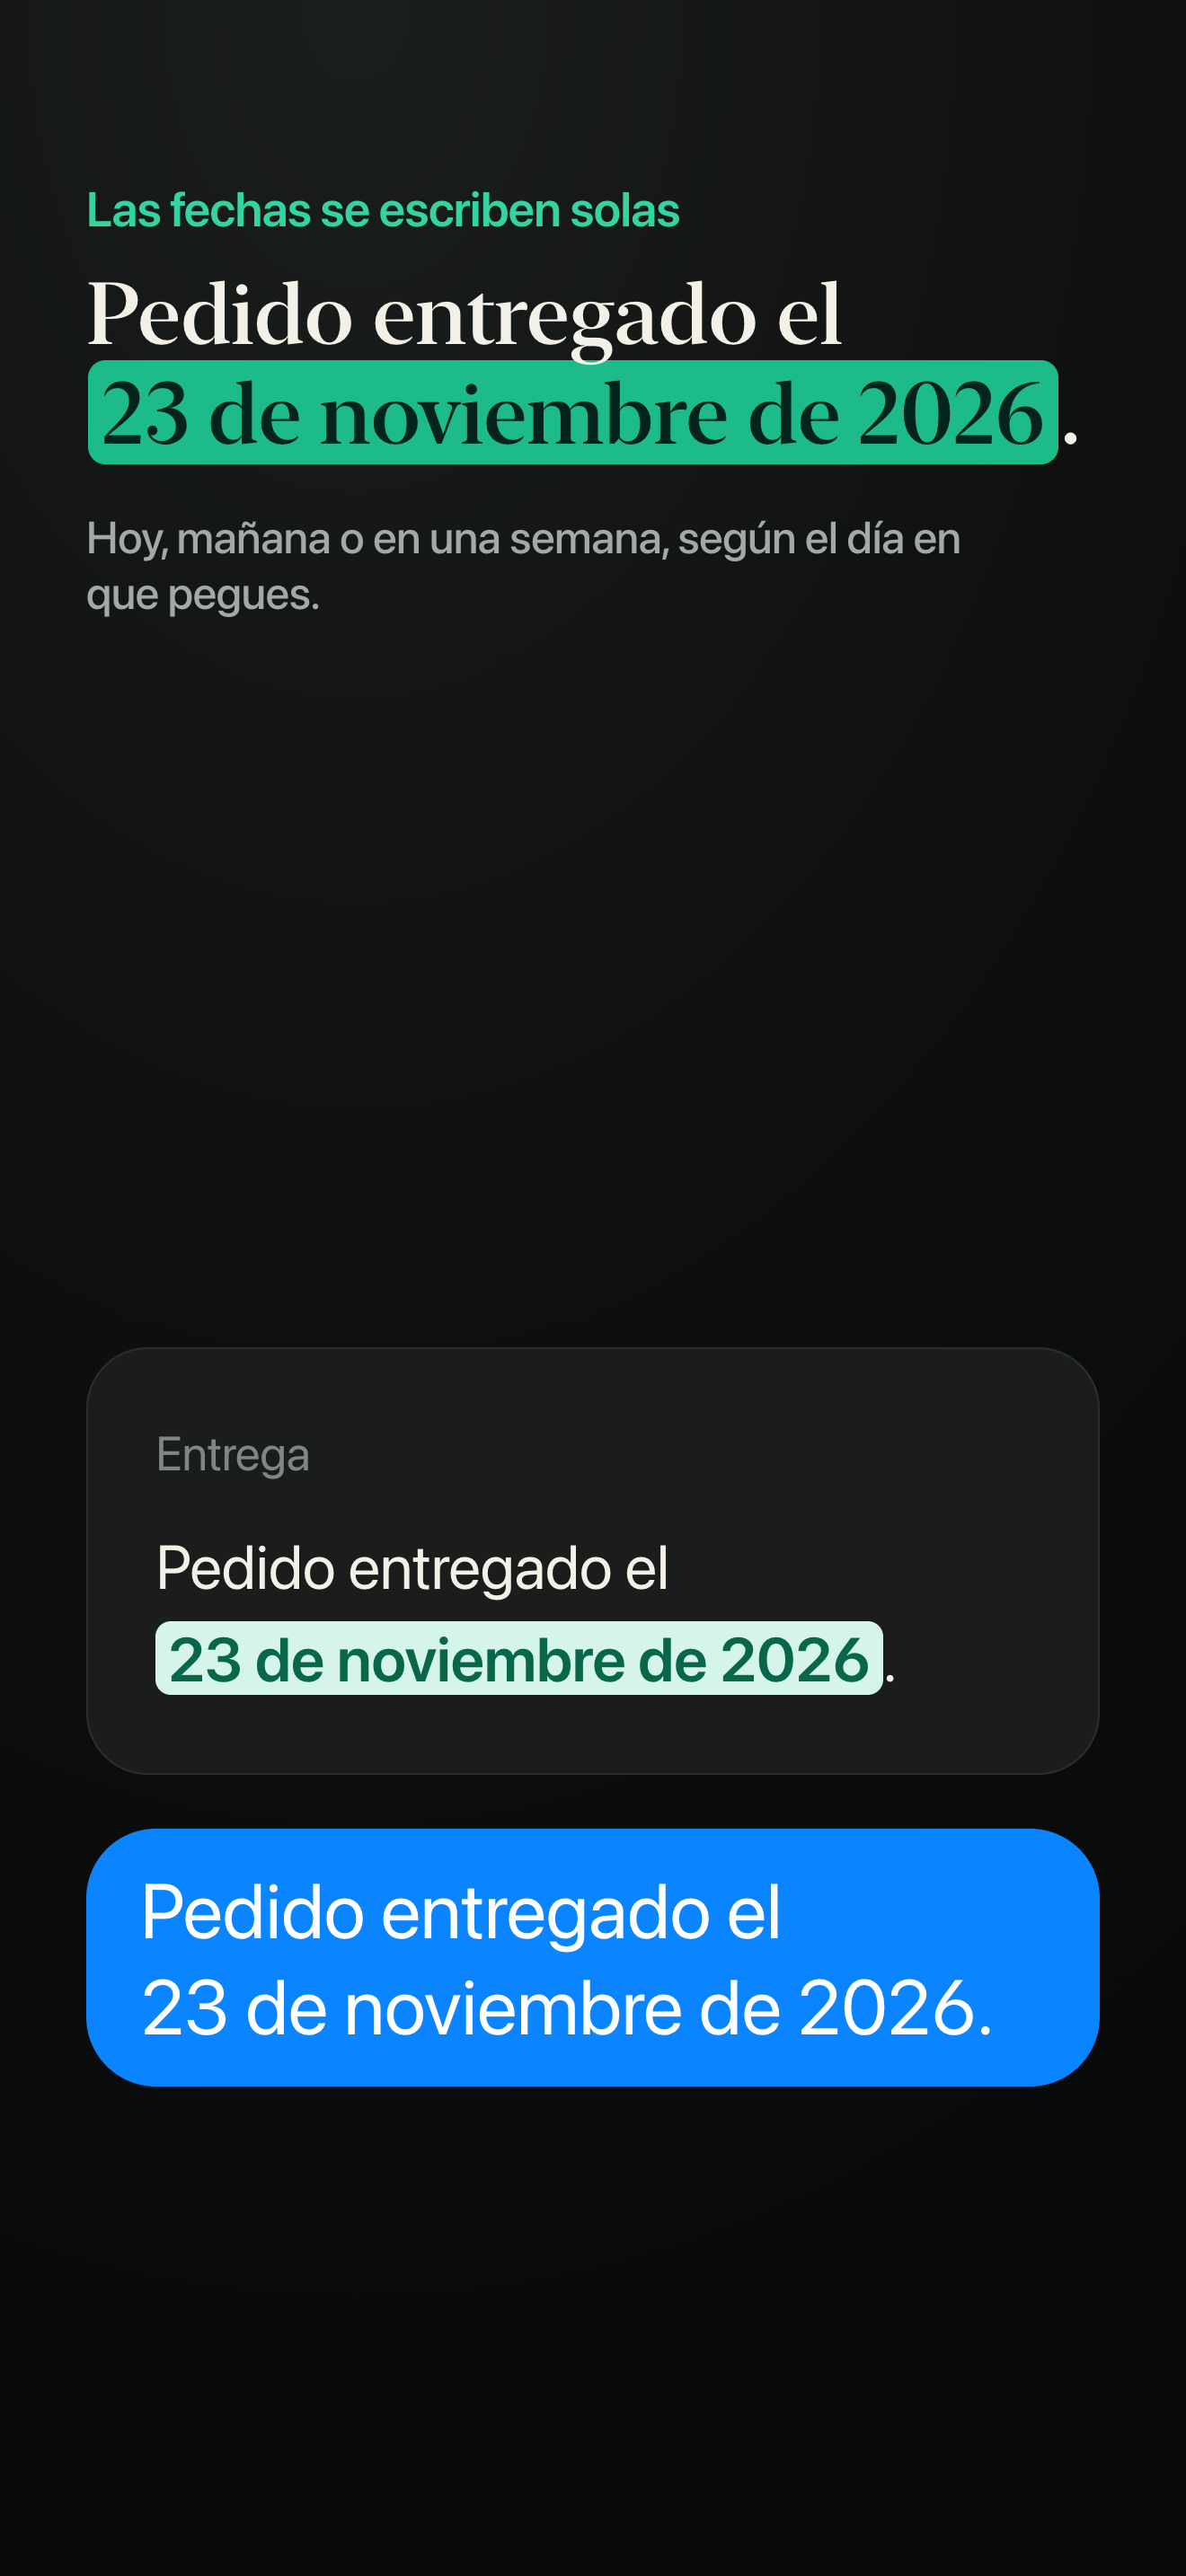 Las fechas se escriben solas
Pedido entregado el
23 de noviembre de 2026.
Hoy, mañana o en una semana, según el día en
que pegues.
Entrega
Pedido entregado el
23 de noviembre de 2026.
Pedido entregado el
23 de noviembre de 2026.